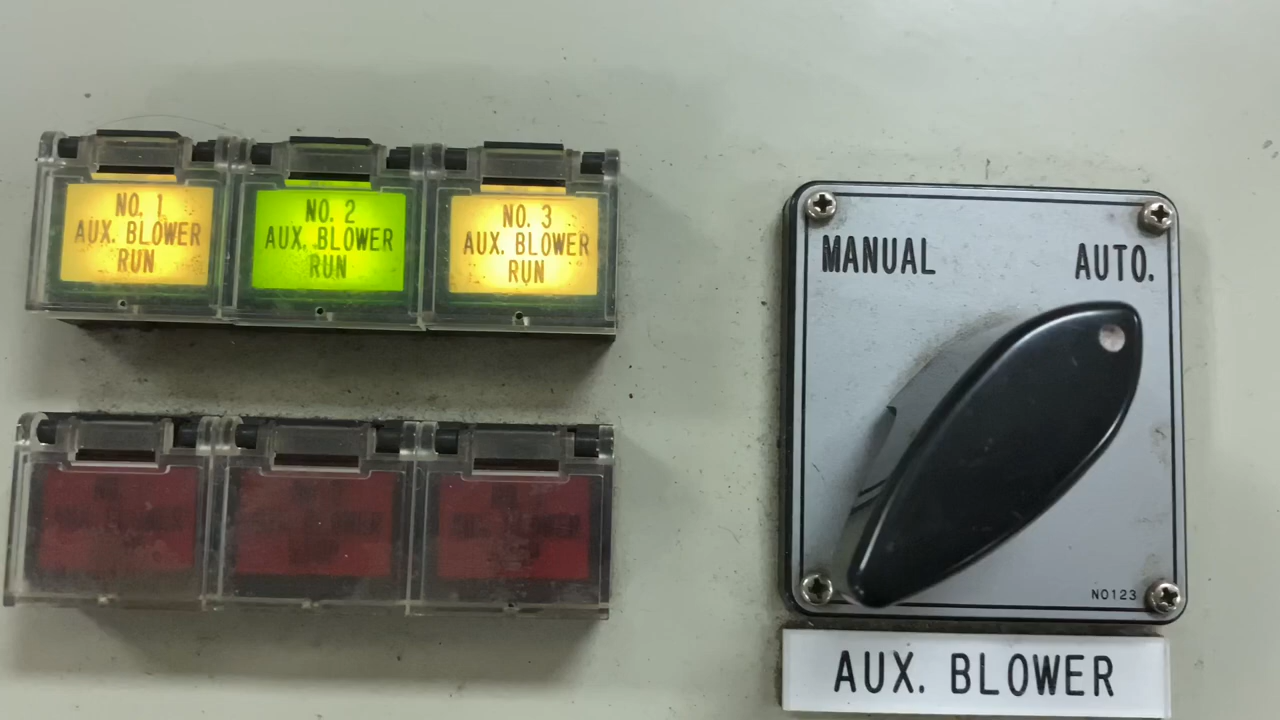 NO. 1
AUX. BLOWER
RUN
NO. 2
AUX. BLOWER
RUN
NO. 3
AUX. BLOWER
RUN
MANUAL
AUTO.
NO123
AUX. BLOWER